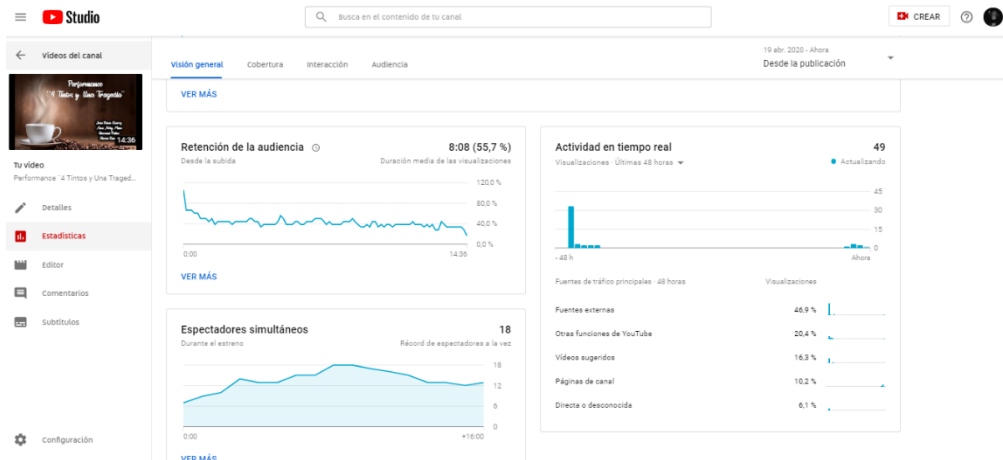 Studio
Busca en el contenido de tu canal
CREAR
Vídeos del canal
Visión general Cobertura Interacción Audiencia
19 abr. 2020 - Ahora
Desde la publicación
Performance
"4 Tintos y Una Tragedia"
14:36
Tu vídeo
Performance ¨4 Tintos y Una Traged...
Detalles
Estadísticas
Editor
Comentarios
Subtítulos
Configuración
VER MÁS
Retención de la audiencia 8:08 (55,7 %)
Desde la subida Duración media de las visualizaciones
120,0 %
80,0 %
40,0 %
0,0 %
0:00 14:36
VER MÁS
Espectadores simultáneos 18
Durante el estreno Récord de espectadores a la vez
18
12
6
0
0:00 +16:00
VER MÁS
Actividad en tiempo real 49
Visualizaciones · Últimas 48 horas Actualizando
45
30
15
0
- 48 h Ahora
Fuentes de tráfico principales · 48 horas Visualizaciones
Fuentes externas 46,9 %
Otras funciones de YouTube 20,4 %
Vídeos sugeridos 16,3 %
Páginas de canal 10,2 %
Directa o desconocida 6,1 %